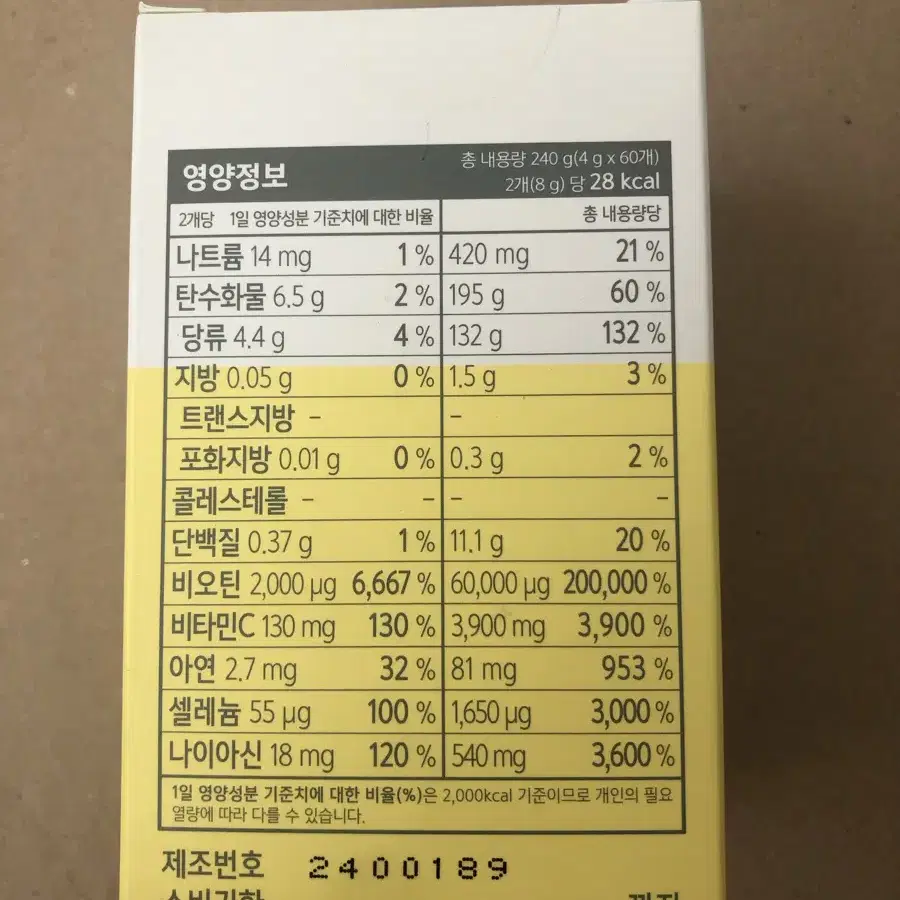 영양정보
총 내용량 240 g(4 g x 60개)
2개(8 g) 당 28 kcal
2개당 1일 영양성분 기준치에 대한 비율 총 내용량당
나트륨 14 mg 1 % 420 mg 21 %
탄수화물 6.5 g 2 % 195 g 60 %
당류 4.4 g 4 % 132 g 132 %
지방 0.05 g 0 % 1.5 g 3 %
트랜스지방 - -
포화지방 0.01 g 0 % 0.3 g 2 %
콜레스테롤 - - - -
단백질 0.37 g 1 % 11.1 g 20 %
비오틴 2,000 µg 6,667 % 60,000 µg 200,000 %
비타민C 130 mg 130 % 3,900 mg 3,900 %
아연 2.7 mg 32 % 81 mg 953 %
셀레늄 55 µg 100 % 1,650 µg 3,000 %
나이아신 18 mg 120 % 540 mg 3,600 %
1일 영양성분 기준치에 대한 비율(%)은 2,000kcal 기준이므로 개인의 필요
열량에 따라 다를 수 있습니다.
제조번호 2400189